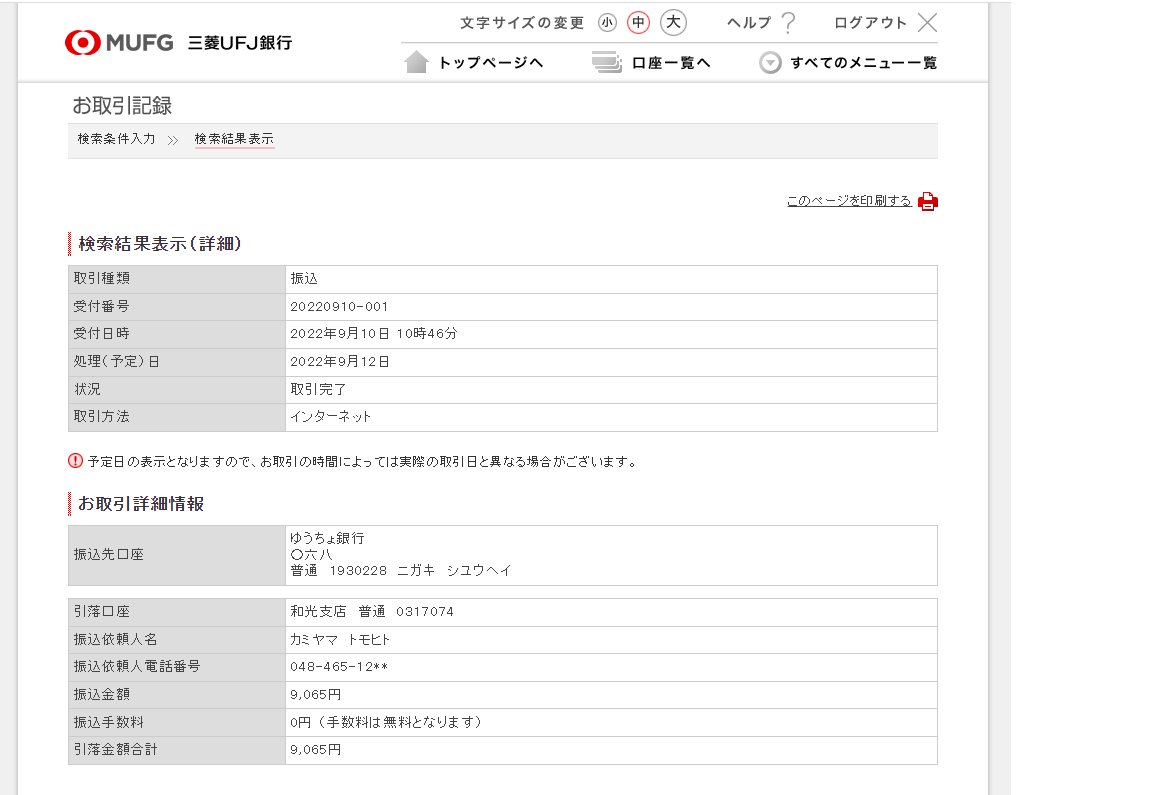 文字サイズの変更 小 中 大 ヘルプ ? ログアウト
MUFG 三菱UFJ銀行
トップページへ 口座一覧へ すべてのメニュー一覧
お取引記録
検索条件入力 >> 検索結果表示
このページを印刷する
検索結果表示(詳細)
取引種類 振込
受付番号 20220910-001
受付日時 2022年9月10日 10時46分
処理(予定)日 2022年9月12日
状況 取引完了
取引方法 インターネット
予定日の表示となりますので、お取引の時間によっては実際の取引日と異なる場合がございます。
お取引詳細情報
ゆうちょ銀行
振込先口座 〇六八
普通 1930228 ニガキ シユウヘイ
引落口座 和光支店 普通 0317074
振込依頼人名 カミヤマ トモヒト
振込依頼人電話番号 048-465-12**
振込金額 9,065円
振込手数料 0円(手数料は無料となります)
引落金額合計 9,065円